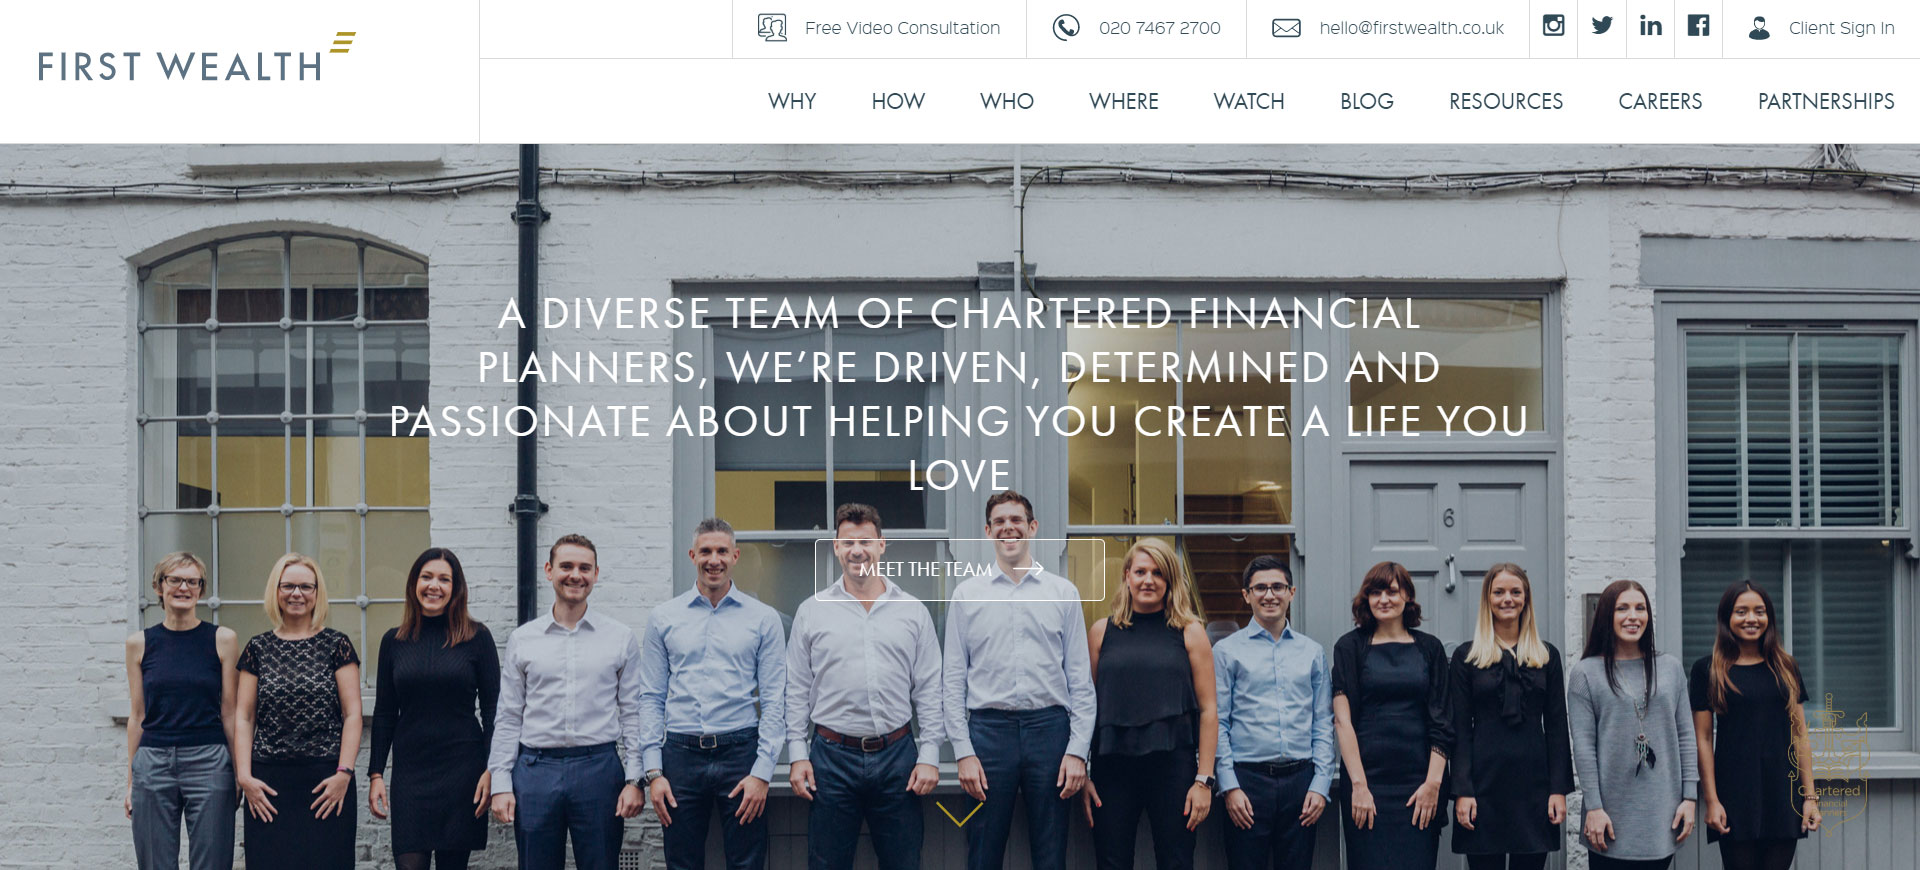 FIRST WEALTH
Free Video Consultation
020 7467 2700
hello@firstwealth.co.uk
Client Sign In
WHY
HOW
WHO
WHERE
WATCH
BLOG
RESOURCES
CAREERS
PARTNERSHIPS
A DIVERSE TEAM OF CHARTERED FINANCIAL
PLANNERS, WE’RE DRIVEN, DETERMINED AND
PASSIONATE ABOUT HELPING YOU CREATE A LIFE YOU
LOVE
6
MEET THE TEAM
Chartered
Financial
Planners